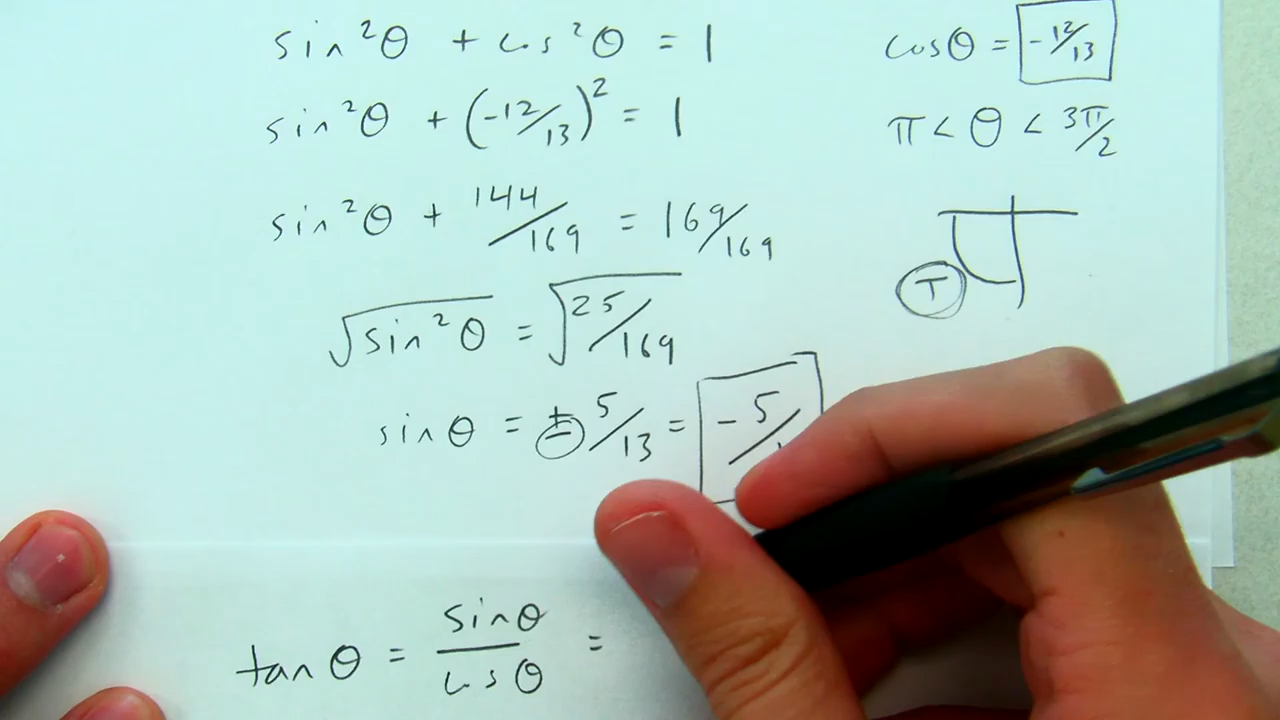 sin²θ + cos²θ = 1
sin²θ + (-12/13)² = 1
sin²θ + 144/169 = 169/169
√sin²θ = √25/169
sinθ = ± 5/13 = -5/
tanθ = sinθ/cosθ =
cosθ = -12/13
π < θ < 3π/2
T